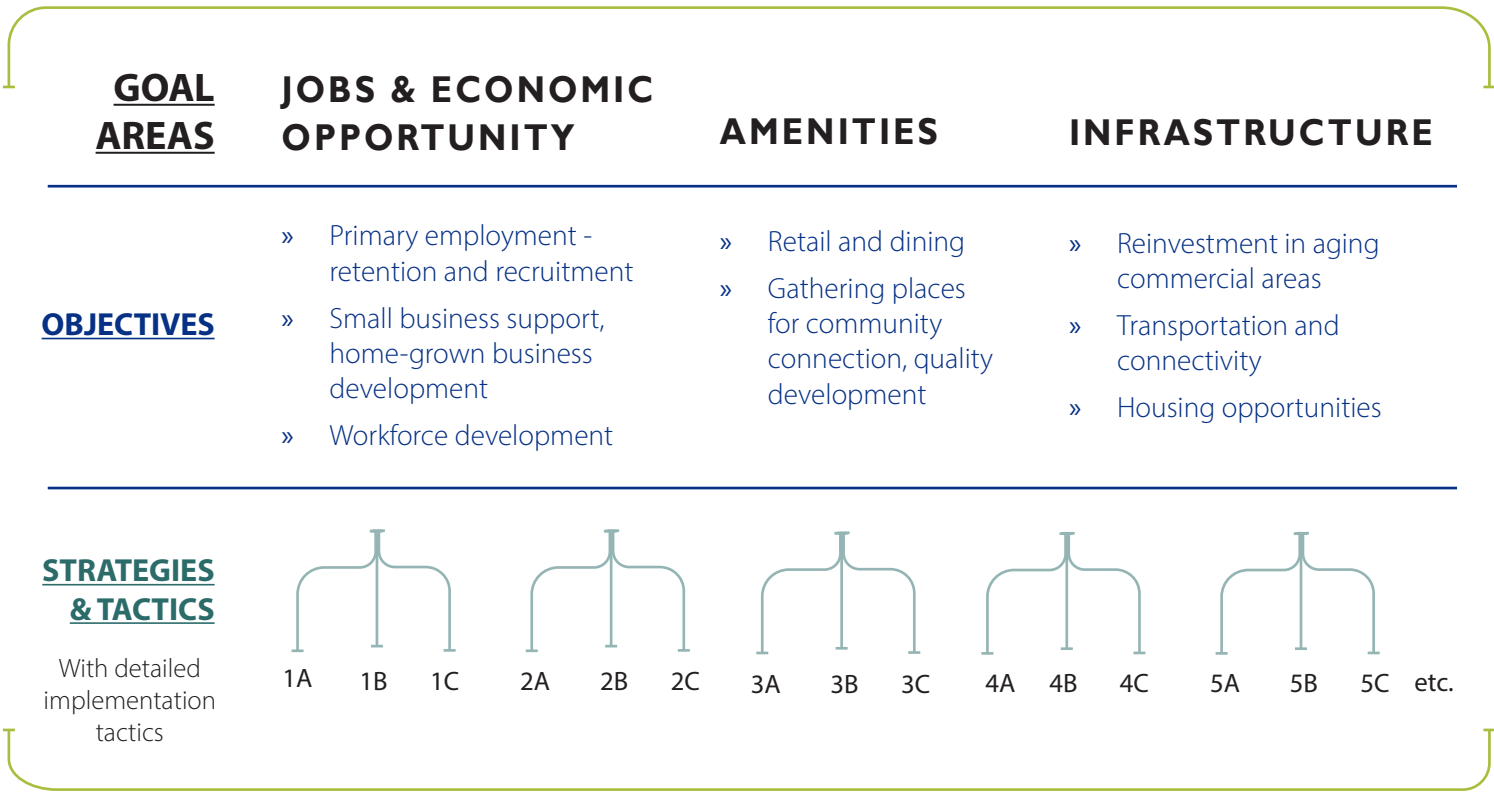 GOAL
AREAS
JOBS & ECONOMIC
OPPORTUNITY
AMENITIES
INFRASTRUCTURE
OBJECTIVES
» Primary employment -
retention and recruitment
» Small business support,
home-grown business
development
» Workforce development
» Retail and dining
» Gathering places
for community
connection, quality
development
» Reinvestment in aging
commercial areas
» Transportation and
connectivity
» Housing opportunities
STRATEGIES
& TACTICS
With detailed
implementation
tactics
1A 1B 1C 2A 2B 2C 3A 3B 3C 4A 4B 4C 5A 5B 5C etc.